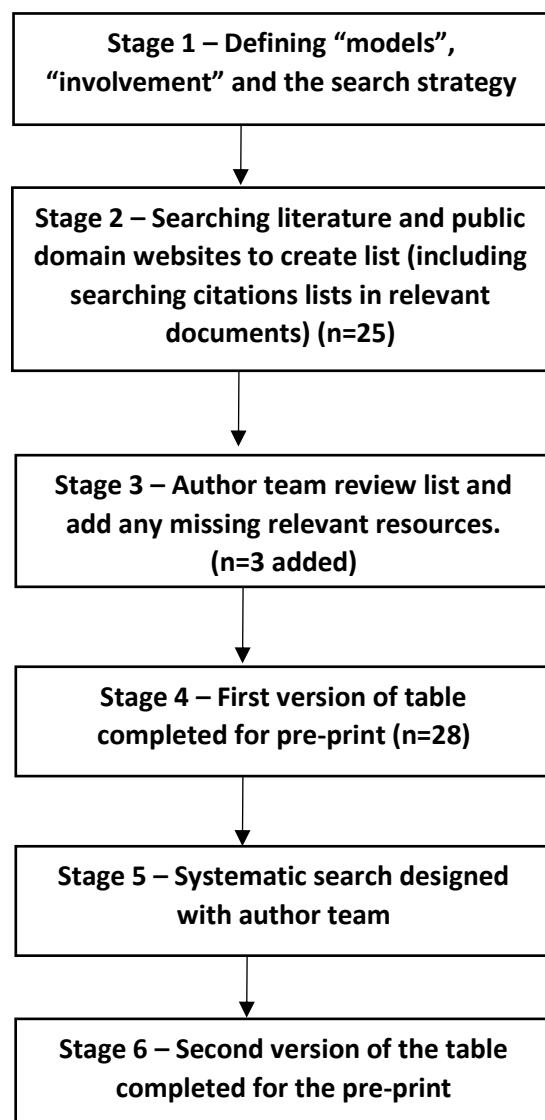 Stage 1 – Defining “models”,
“involvement” and the search strategy
Stage 2 – Searching literature and public
domain websites to create list (including
searching citations lists in relevant
documents) (n=25)
Stage 3 – Author team review list and
add any missing relevant resources.
(n=3 added)
Stage 4 – First version of table
completed for pre-print (n=28)
Stage 5 – Systematic search designed
with author team
Stage 6 – Second version of the table
completed for the pre-print